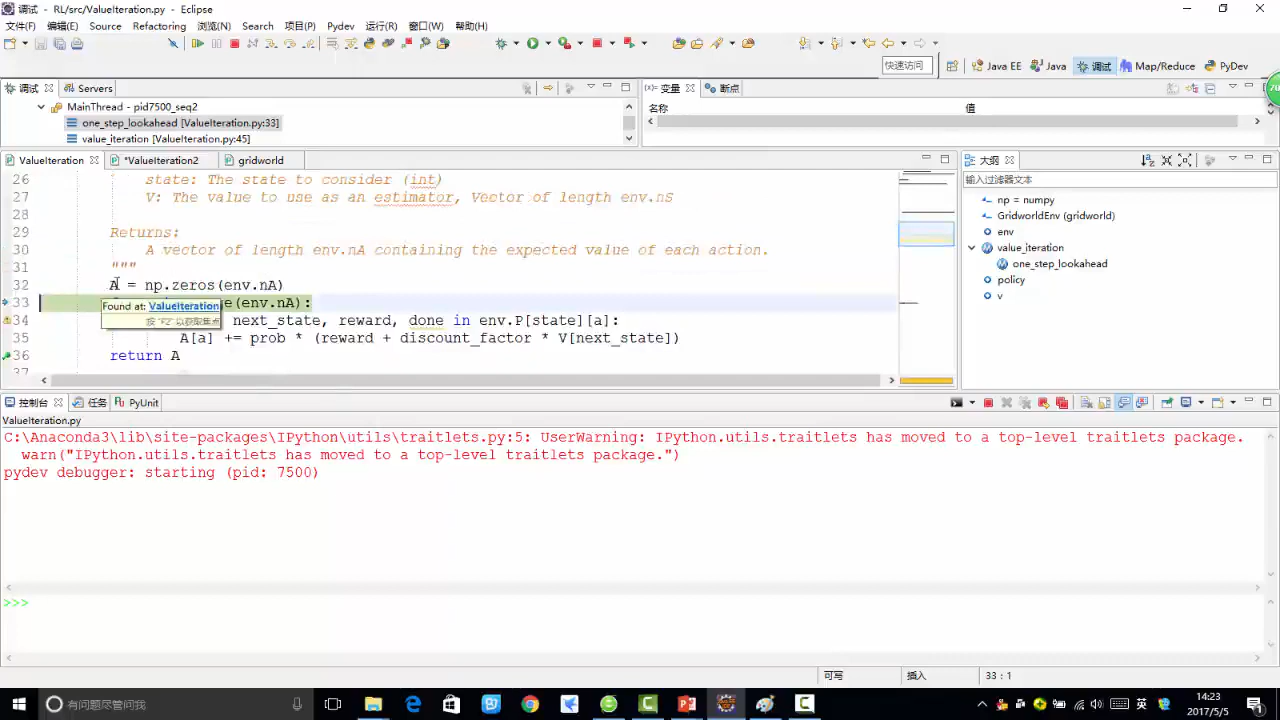 调试 - RL/src/ValueIteration.py - Eclipse
文件(F) 编辑(E) Source Refactoring 浏览(N) Search 项目(P) Pydev 运行(R) 窗口(W) 帮助(H)
快速访问 Java EE Java 调试 Map/Reduce PyDev
调试 Servers
变量 断点
MainThread - pid7500_seq2
名称 值
one_step_lookahead [ValueIteration.py:33]
value_iteration [ValueIteration.py:45]
ValueIteration *ValueIteration2 gridworld
大纲
26 state: The state to consider (int)
27 V: The value to use as an estimator, Vector of length env.nS
28
29 Returns:
30 A vector of length env.nA containing the expected value of each action.
31 """
32 A = np.zeros(env.nA)
33 e(env.nA):
Found at: ValueIteration
按 "F2" 以获取焦点
34 next_state, reward, done in env.P[state][a]:
35 A[a] += prob * (reward + discount_factor * V[next_state])
36 return A
37
输入过滤器文本
np = numpy
GridworldEnv (gridworld)
env
value_iteration
one_step_lookahead
policy
v
控制台 任务 PyUnit
ValueIteration.py
C:\Anaconda3\lib\site-packages\IPython\utils\traitlets.py:5: UserWarning: IPython.utils.traitlets has moved to a top-level traitlets package.
warn("IPython.utils.traitlets has moved to a top-level traitlets package.")
pydev debugger: starting (pid: 7500)
>>>
可写 插入 33 : 1
有问题尽管问我
英
14:23
2017/5/5